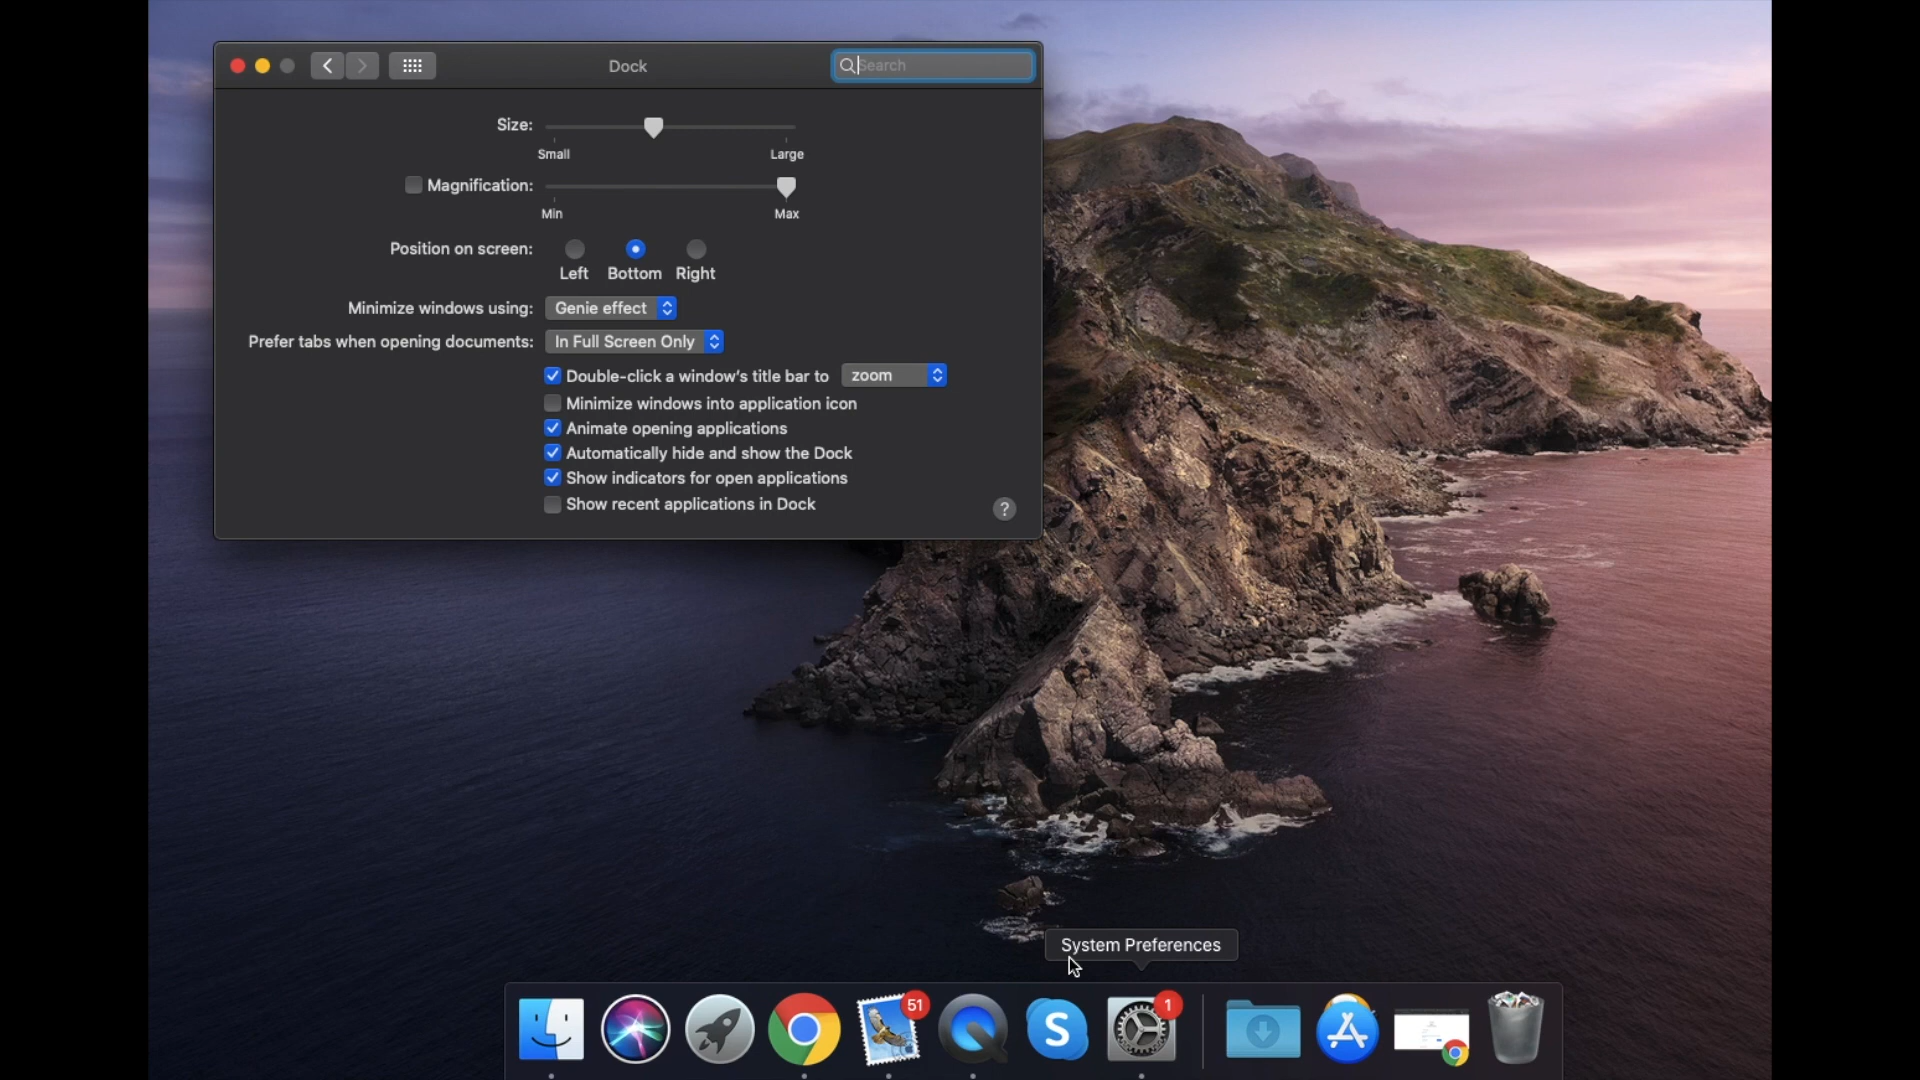 Dock
Search
Size:
Small Large
Magnification:
Min Max
Position on screen:
Left Bottom Right
Minimize windows using: Genie effect
Prefer tabs when opening documents: In Full Screen Only
Double-click a window's title bar to zoom
Minimize windows into application icon
Animate opening applications
Automatically hide and show the Dock
Show indicators for open applications
Show recent applications in Dock
?
System Preferences
51
1
S